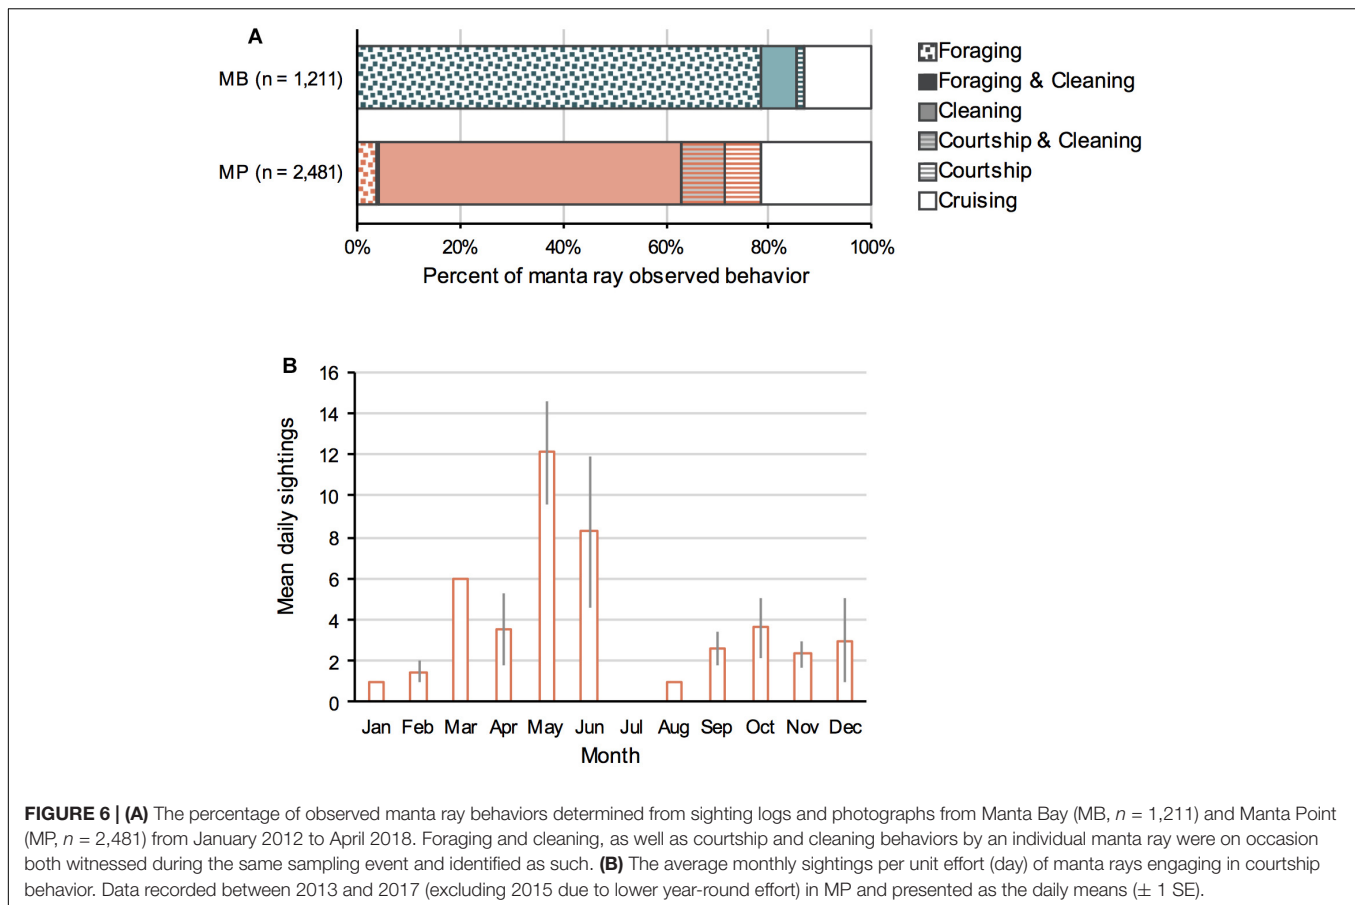 A
MB (n = 1,211)
MP (n = 2,481)
0% 20% 40% 60% 80% 100%
Percent of manta ray observed behavior
Foraging
Foraging & Cleaning
Cleaning
Courtship & Cleaning
Courtship
Cruising
B
Mean daily sightings
16
14
12
10
8
6
4
2
0
Jan Feb Mar Apr May Jun Jul Aug Sep Oct Nov Dec
Month
FIGURE 6 | (A) The percentage of observed manta ray behaviors determined from sighting logs and photographs from Manta Bay (MB, n = 1,211) and Manta Point
(MP, n = 2,481) from January 2012 to April 2018. Foraging and cleaning, as well as courtship and cleaning behaviors by an individual manta ray were on occasion
both witnessed during the same sampling event and identified as such. (B) The average monthly sightings per unit effort (day) of manta rays engaging in courtship
behavior. Data recorded between 2013 and 2017 (excluding 2015 due to lower year-round effort) in MP and presented as the daily means (± 1 SE).